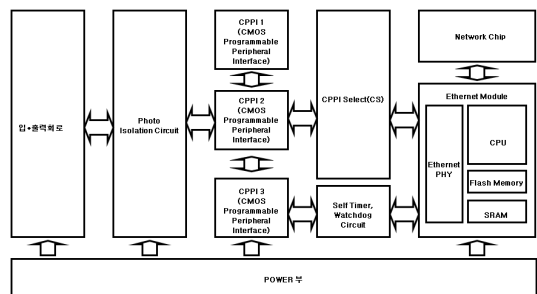 입•출력회로
Photo
Isolation Circuit
CPPI 1
(CMOS
Programmable
Peripheral
Interface)
CPPI 2
(CMOS
Programmable
Peripheral
Interface)
CPPI 3
(CMOS
Programmable
Peripheral
Interface)
CPPI Select(CS)
Self Timer,
Watchdog
Circuit
Network Chip
Ethernet Module
Ethernet
PHY
CPU
Flash Memory
SRAM
POWER 부